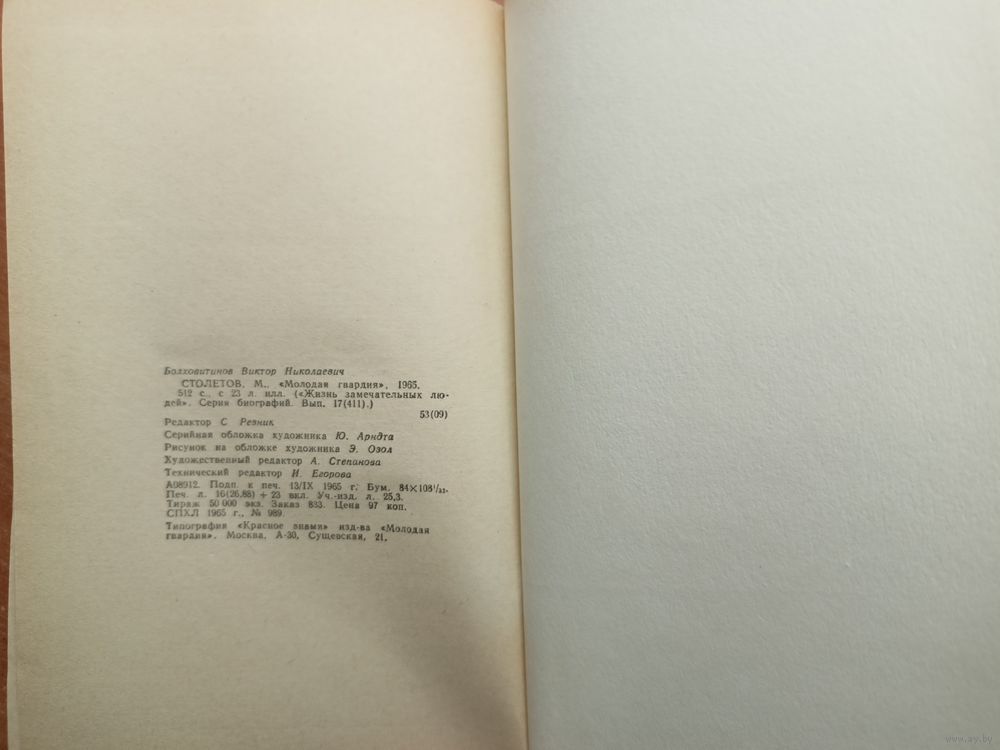 Болховитинов Виктор Николаевич
СТОЛЕТОВ. М., «Молодая гвардия», 1965.
512 с., с 23 л. илл. («Жизнь замечательных лю-
дей». Серия биографий. Вып. 17(411).)
53(09)
Редактор С Резник
Серийная обложка художника Ю. Арндта
Рисунок на обложке художника Э. Озол
Художественный редактор А. Степанова
Технический редактор И. Егорова
А08912. Подп. к печ. 13/IX 1965 г. Бум. 84×108¹/₃₂.
Печ. л. 16(26,88) + 23 вкл. Уч.-изд. л. 25,3.
Тираж 50 000 экз. Заказ 833. Цена 97 коп.
СПХЛ 1965 г., № 989.
Типография «Красное знамя» изд-ва «Молодая
гвардия». Москва, А-30, Сущевская, 21.
www.ay.by